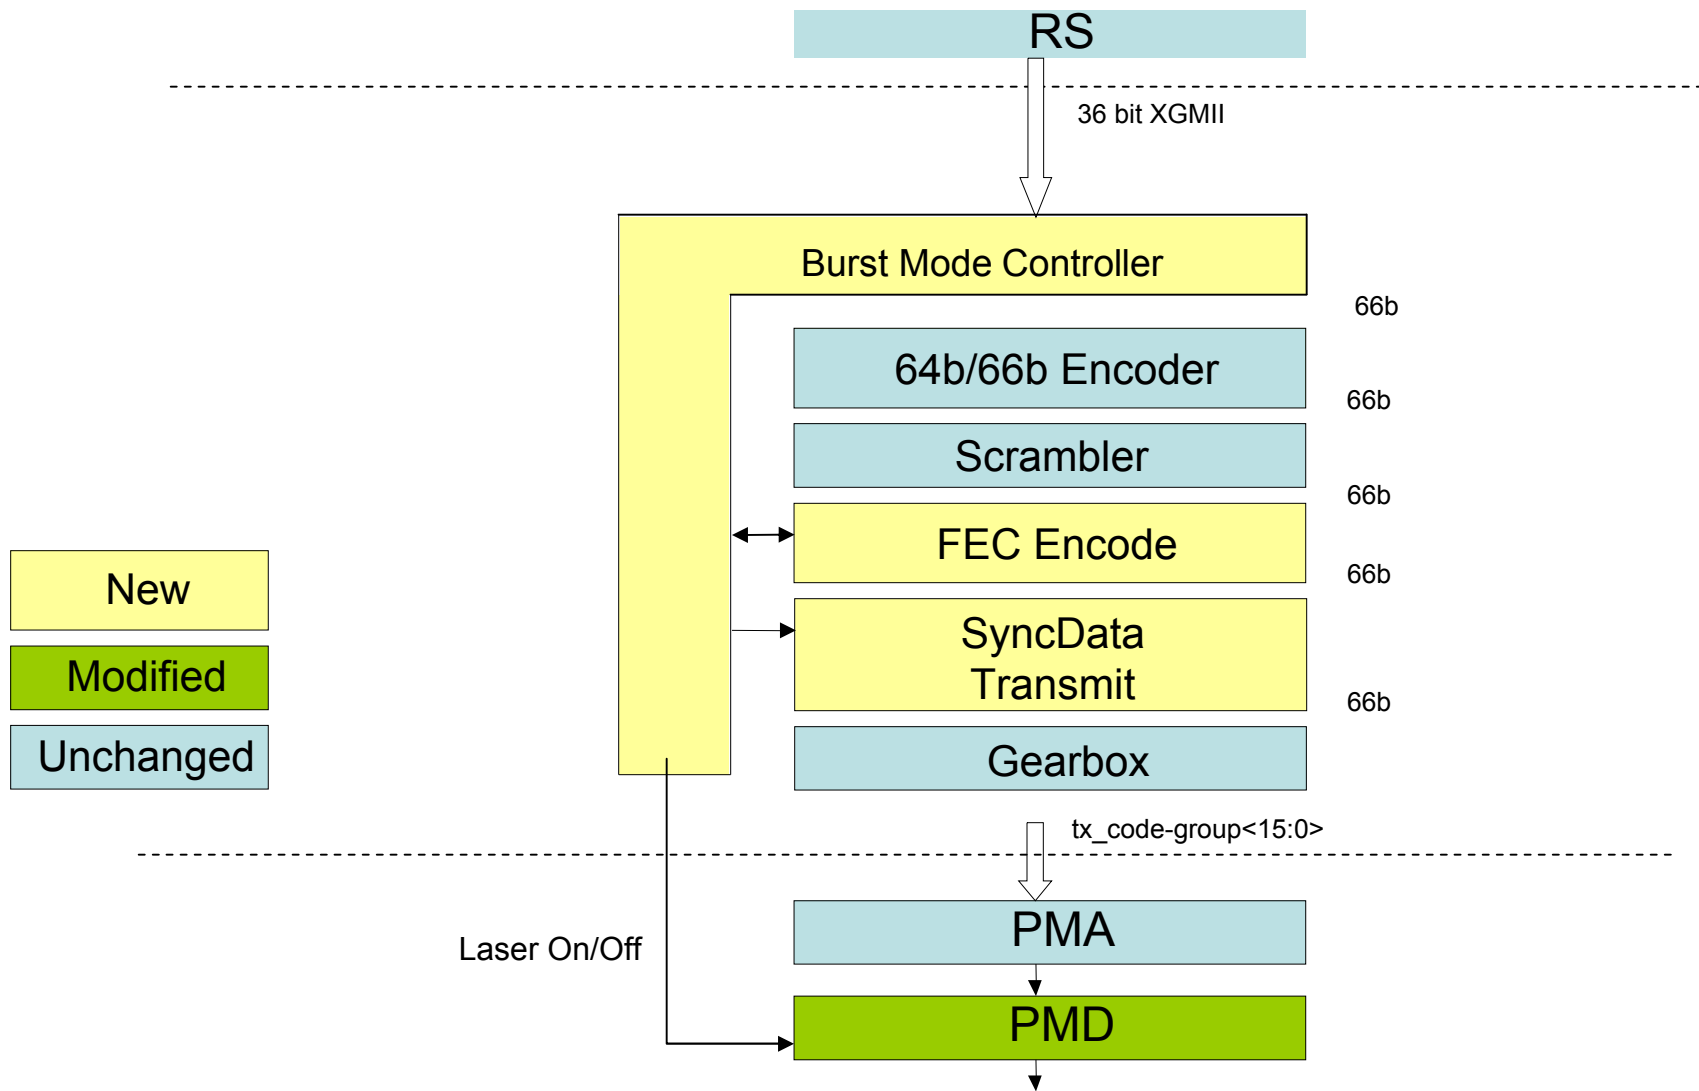 RS
36 bit XGMII
Burst Mode Controller
66b
64b/66b Encoder
66b
Scrambler
66b
FEC Encode
66b
New
SyncData
Transmit
Modified
66b
Unchanged
Gearbox
tx_code-group<15:0>
PMA
Laser On/Off
PMD